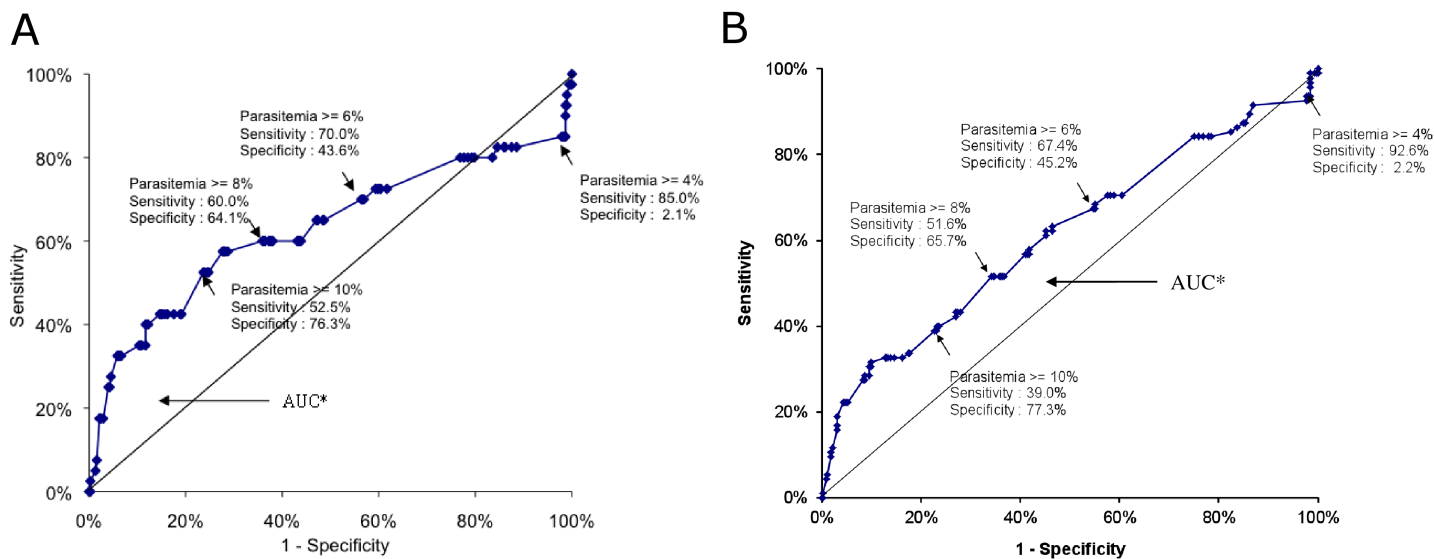 A
100%
80%
60%
40%
20%
0%
Sensitivity
Parasitemia >= 6%
Sensitivity : 70.0%
Specificity : 43.6%
Parasitemia >= 8%
Sensitivity : 60.0%
Specificity : 64.1%
Parasitemia >= 4%
Sensitivity : 85.0%
Specificity : 2.1%
Parasitemia >= 10%
Sensitivity : 52.5%
Specificity : 76.3%
AUC*
0%
20%
40%
60%
80%
100%
1 - Specificity
B
100%
80%
60%
40%
20%
0%
Sensitivity
Parasitemia >= 6%
Sensitivity : 67.4%
Specificity : 45.2%
Parasitemia >= 4%
Sensitivity : 92.6%
Specificity : 2.2%
Parasitemia >= 8%
Sensitivity : 51.6%
Specificity : 65.7%
AUC*
Parasitemia >= 10%
Sensitivity : 39.0%
Specificity : 77.3%
0%
20%
40%
60%
80%
100%
1 - Specificity